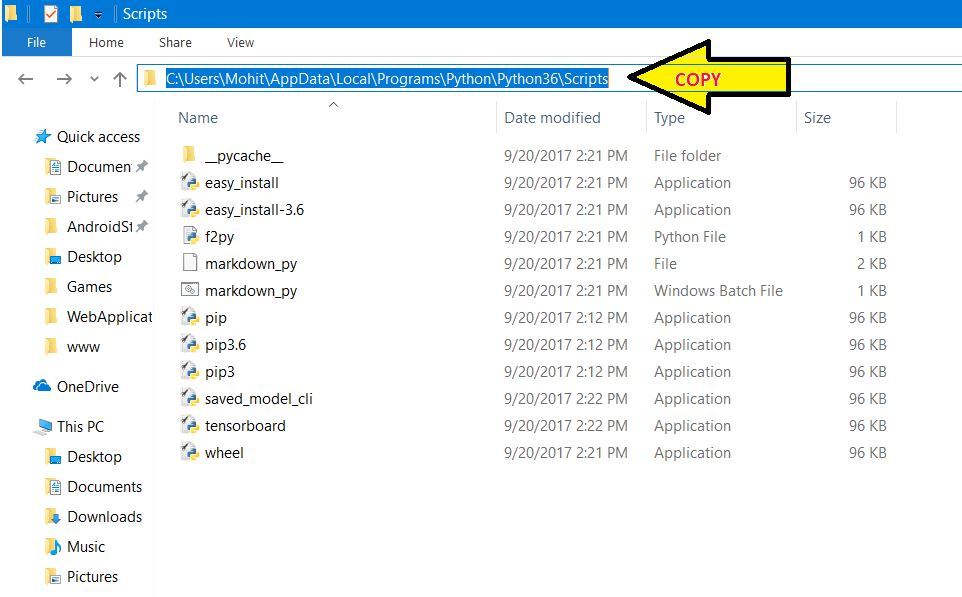 Scripts
File Home Share View
C:\Users\Mohit\AppData\Local\Programs\Python\Python36\Scripts COPY
Name Date modified Type Size
Quick access
Documen
Pictures
AndroidSt
Desktop
Games
WebApplicat
www
OneDrive
This PC
Desktop
Documents
Downloads
Music
Pictures
__pycache__ 9/20/2017 2:21 PM File folder
easy_install 9/20/2017 2:21 PM Application 96 KB
easy_install-3.6 9/20/2017 2:21 PM Application 96 KB
f2py 9/20/2017 2:21 PM Python File 1 KB
markdown_py 9/20/2017 2:21 PM File 2 KB
markdown_py 9/20/2017 2:21 PM Windows Batch File 1 KB
pip 9/20/2017 2:12 PM Application 96 KB
pip3.6 9/20/2017 2:12 PM Application 96 KB
pip3 9/20/2017 2:12 PM Application 96 KB
saved_model_cli 9/20/2017 2:22 PM Application 96 KB
tensorboard 9/20/2017 2:22 PM Application 96 KB
wheel 9/20/2017 2:21 PM Application 96 KB